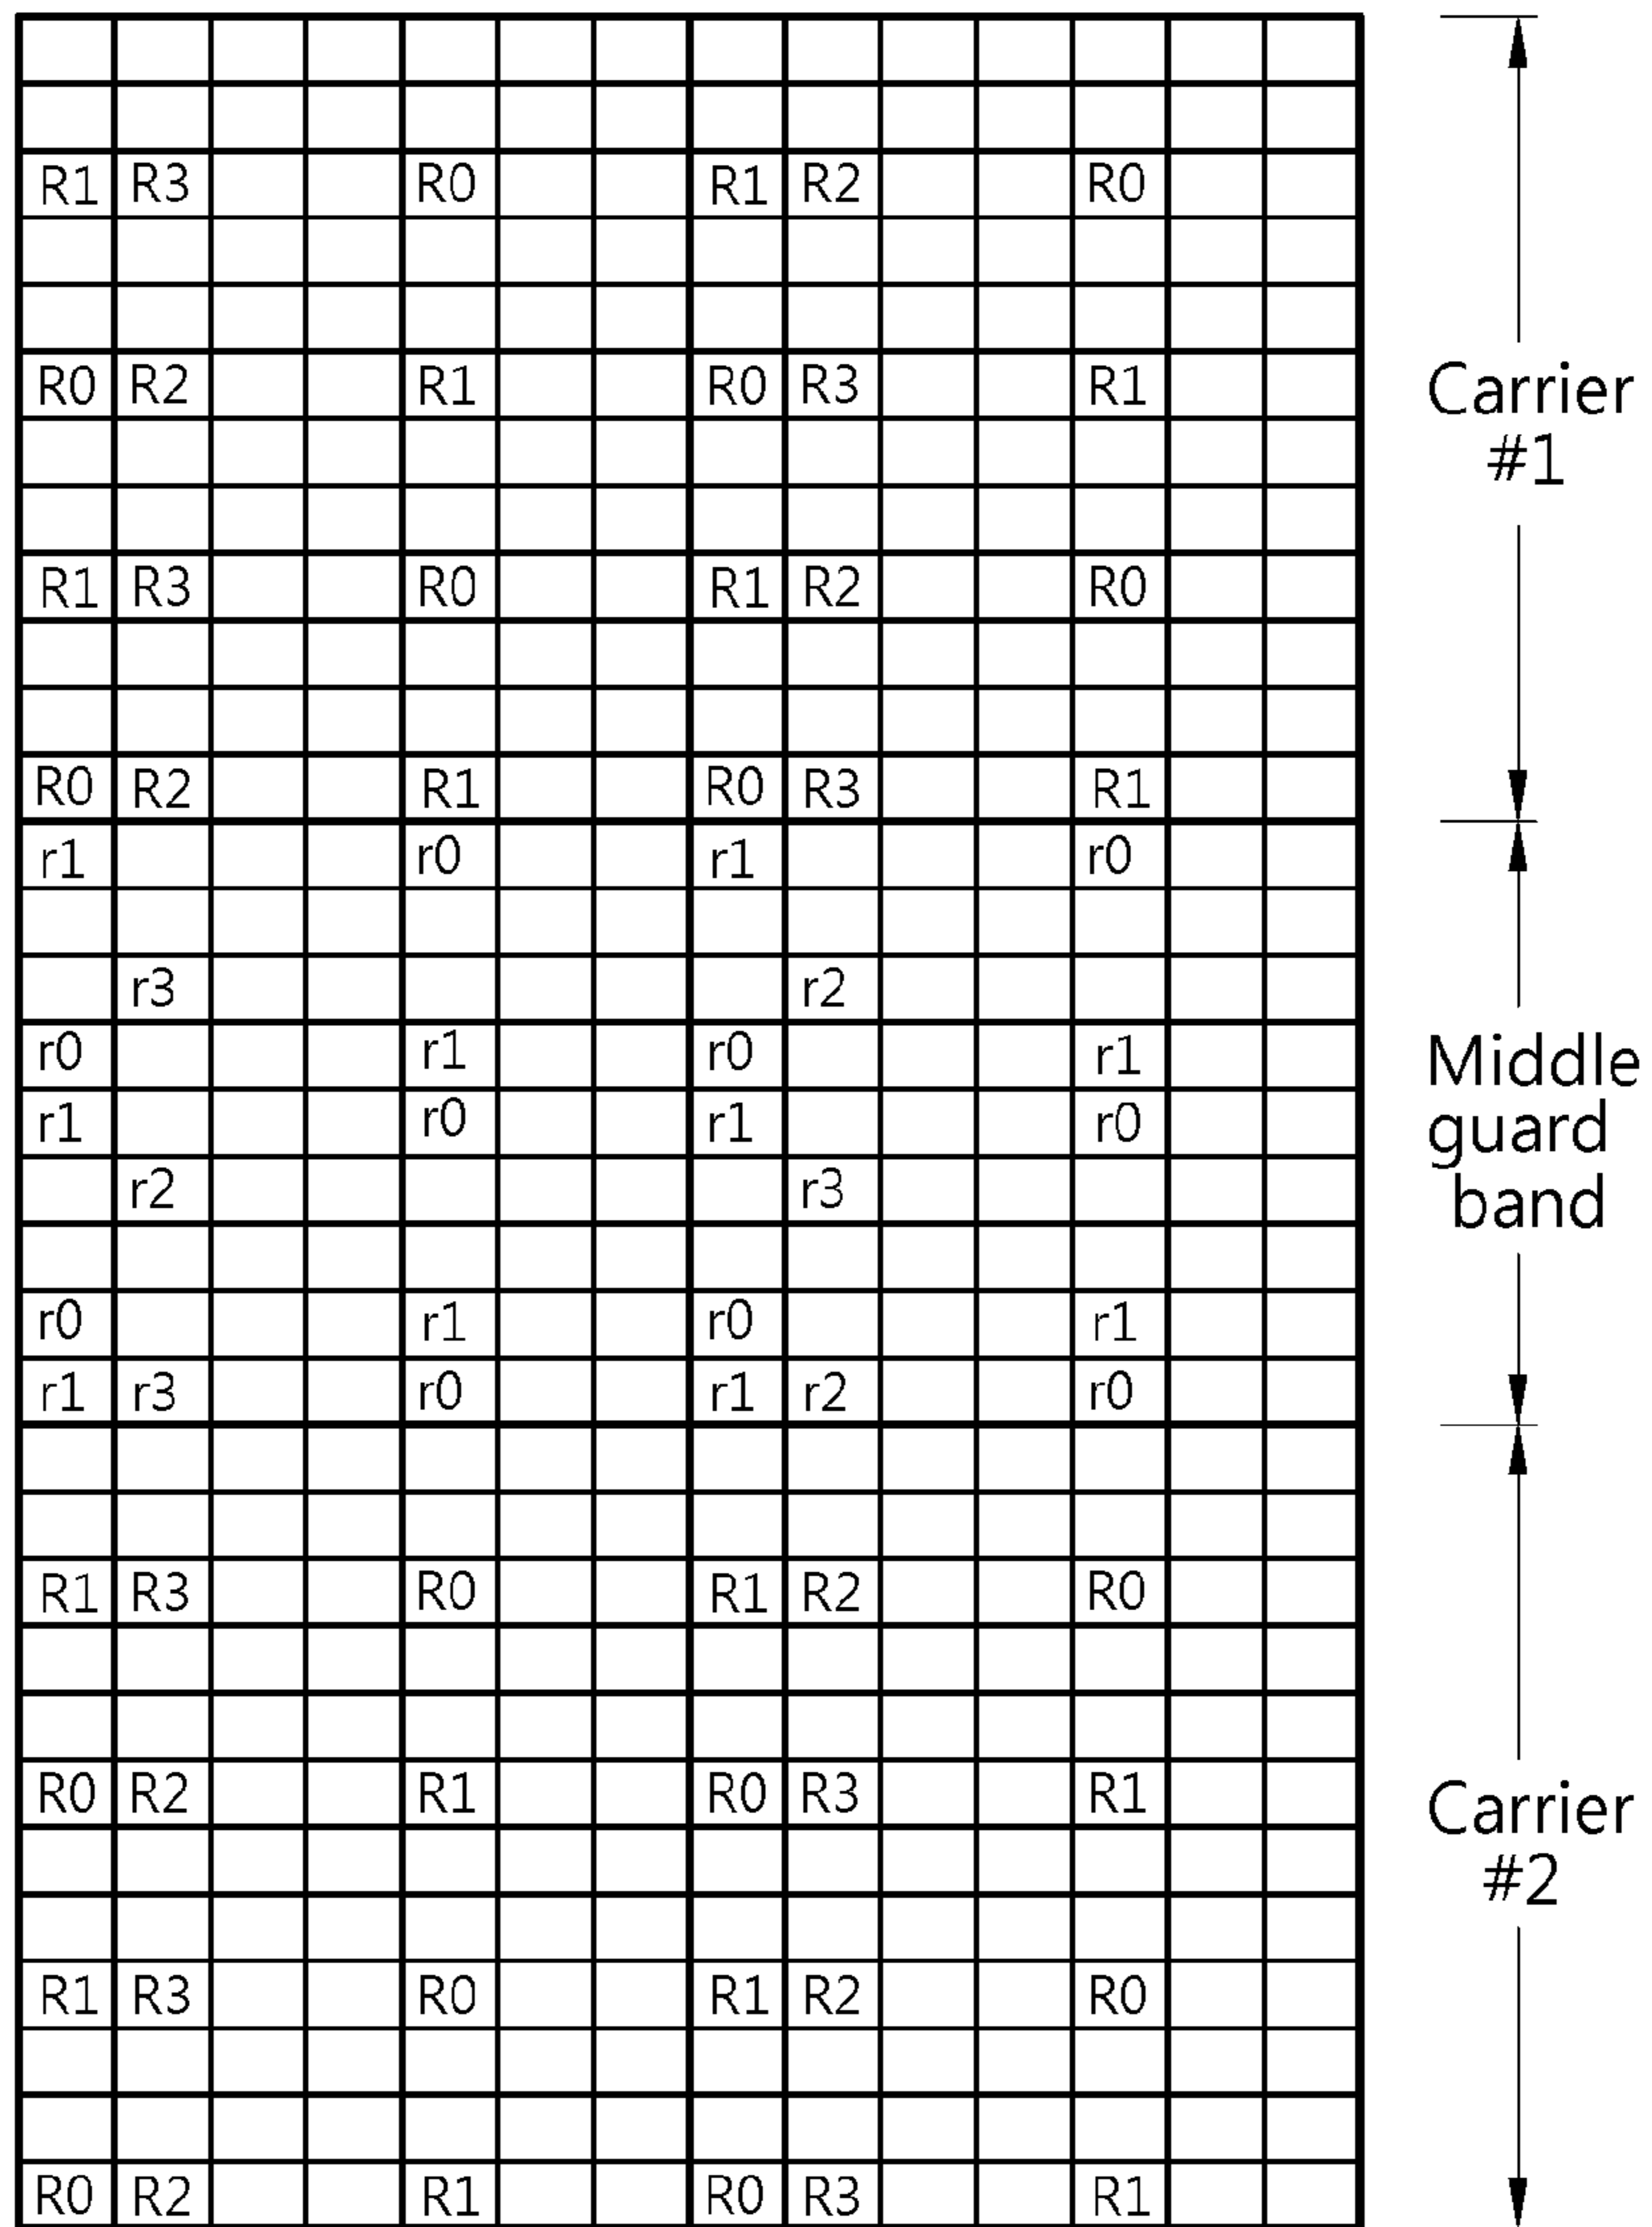 R1 R3 R0 R1 R2 R0
R0 R2 R1 R0 R3 R1
Carrier
#1
R1 R3 R0 R1 R2 R0
R0 R2 R1 R0 R3 R1
r1 r0 r1 r0
r3 r2
r0 r1 r0 r1
Middle
r1 r0 r1 r0
guard
r2 r3
band
r0 r1 r0 r1
r1 r3 r0 r1 r2 r0
R1 R3 R0 R1 R2 R0
R0 R2 R1 R0 R3 R1
Carrier
#2
R1 R3 R0 R1 R2 R0
R0 R2 R1 R0 R3 R1